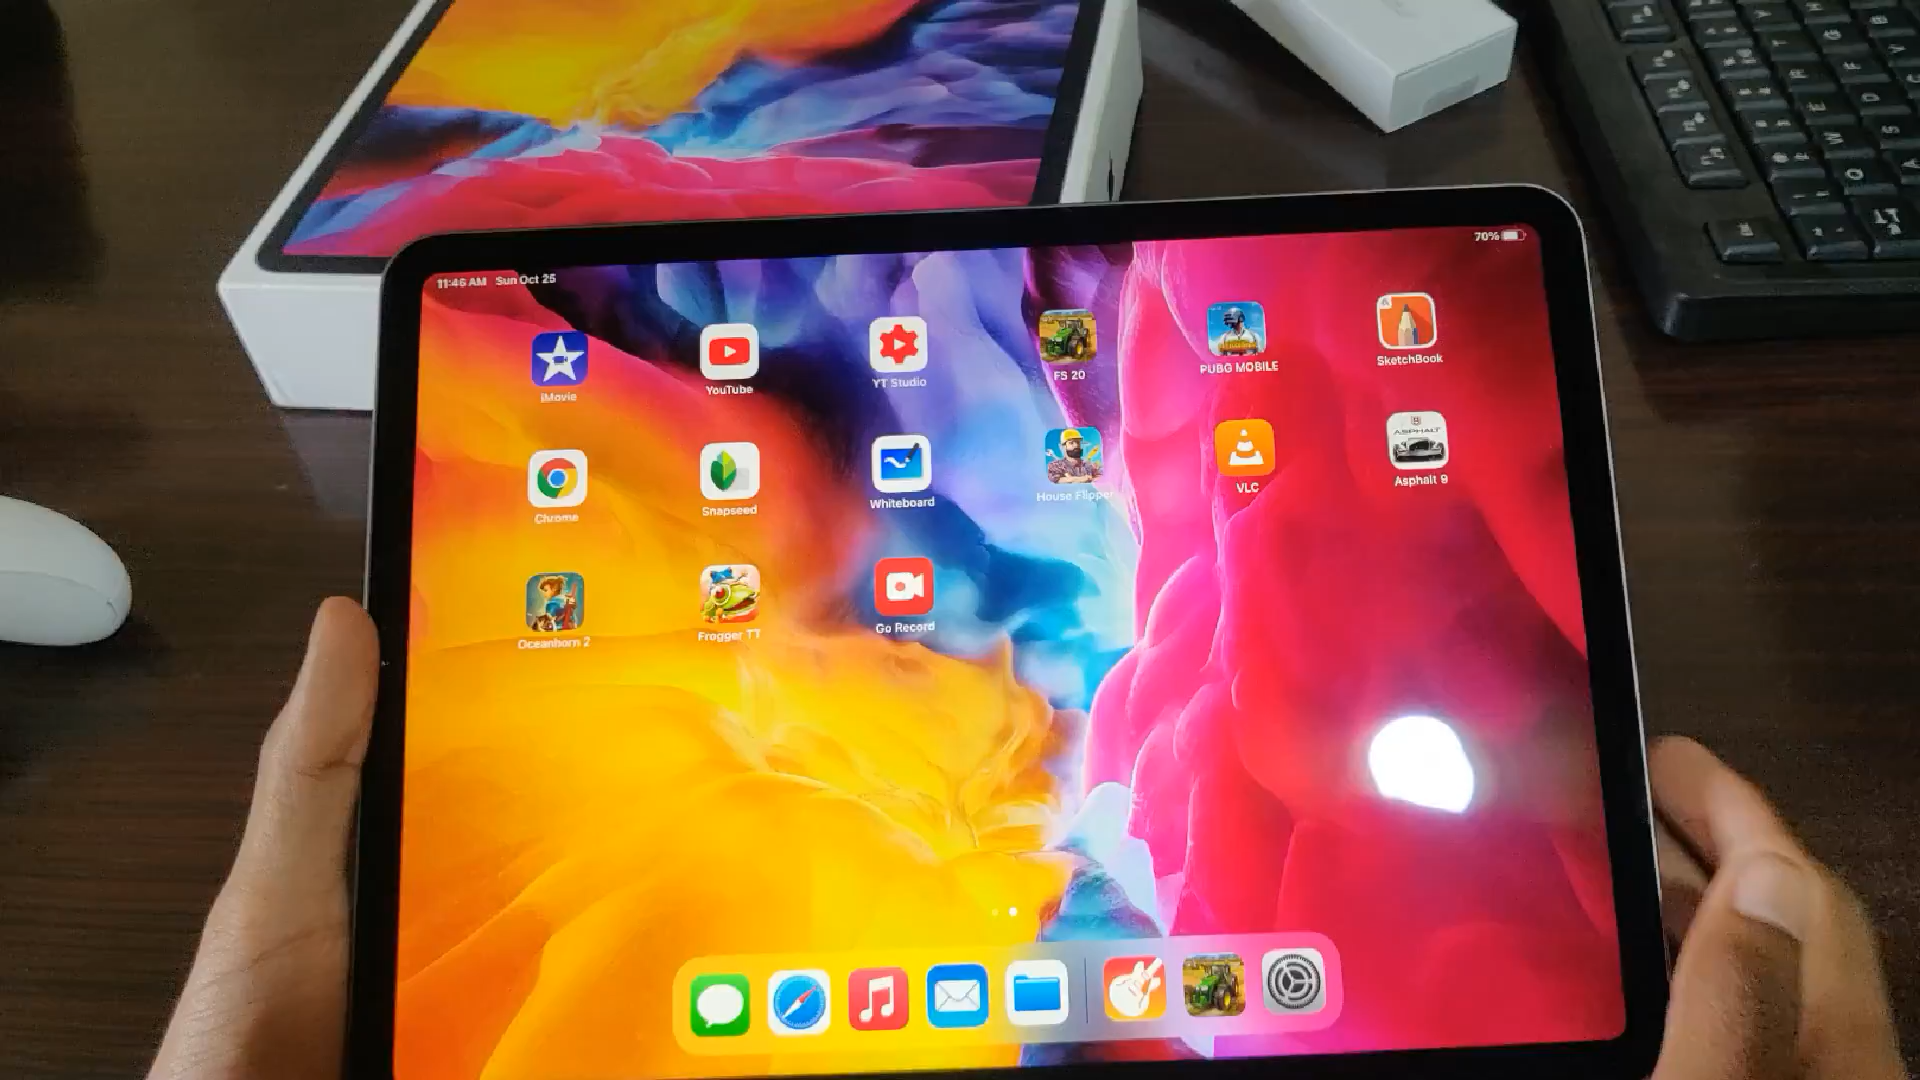 11:46 AM Sun Oct 25
70%
iMovie
YouTube
YT Studio
FS 20
PUBG MOBILE
SketchBook
Chrome
Snapseed
Whiteboard
House Flipper
VLC
ASPHALT
Asphalt 9
Oceanhorn 2
Frogger TT
Go Record